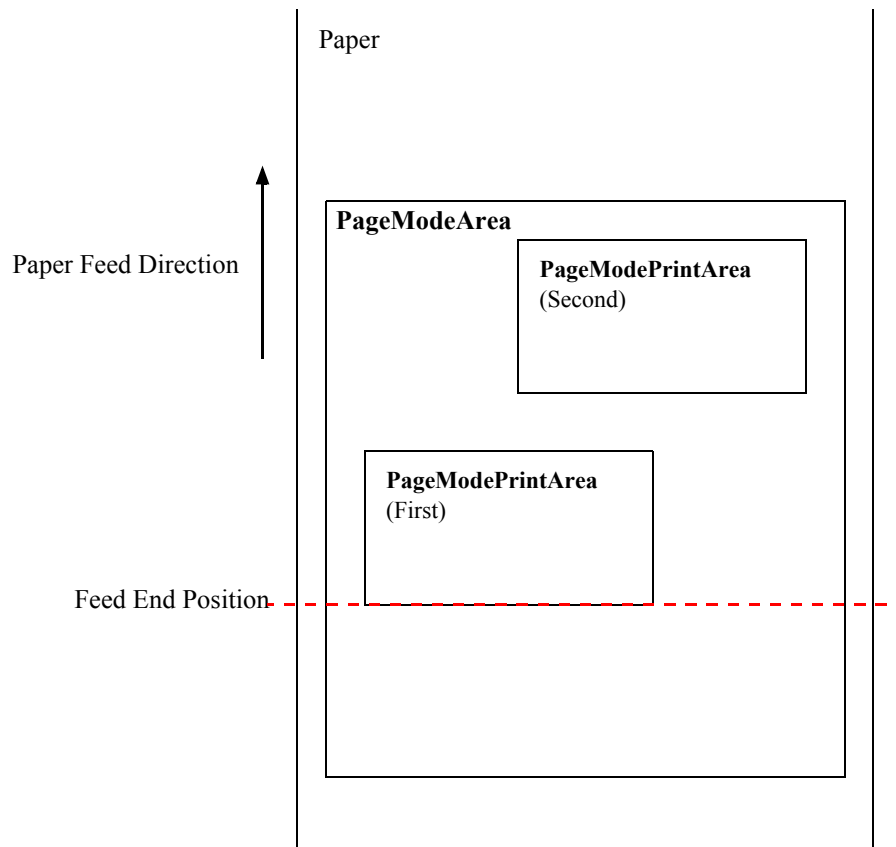 Paper
PageModeArea
Paper Feed Direction
PageModePrintArea
(Second)
PageModePrintArea
(First)
Feed End Position